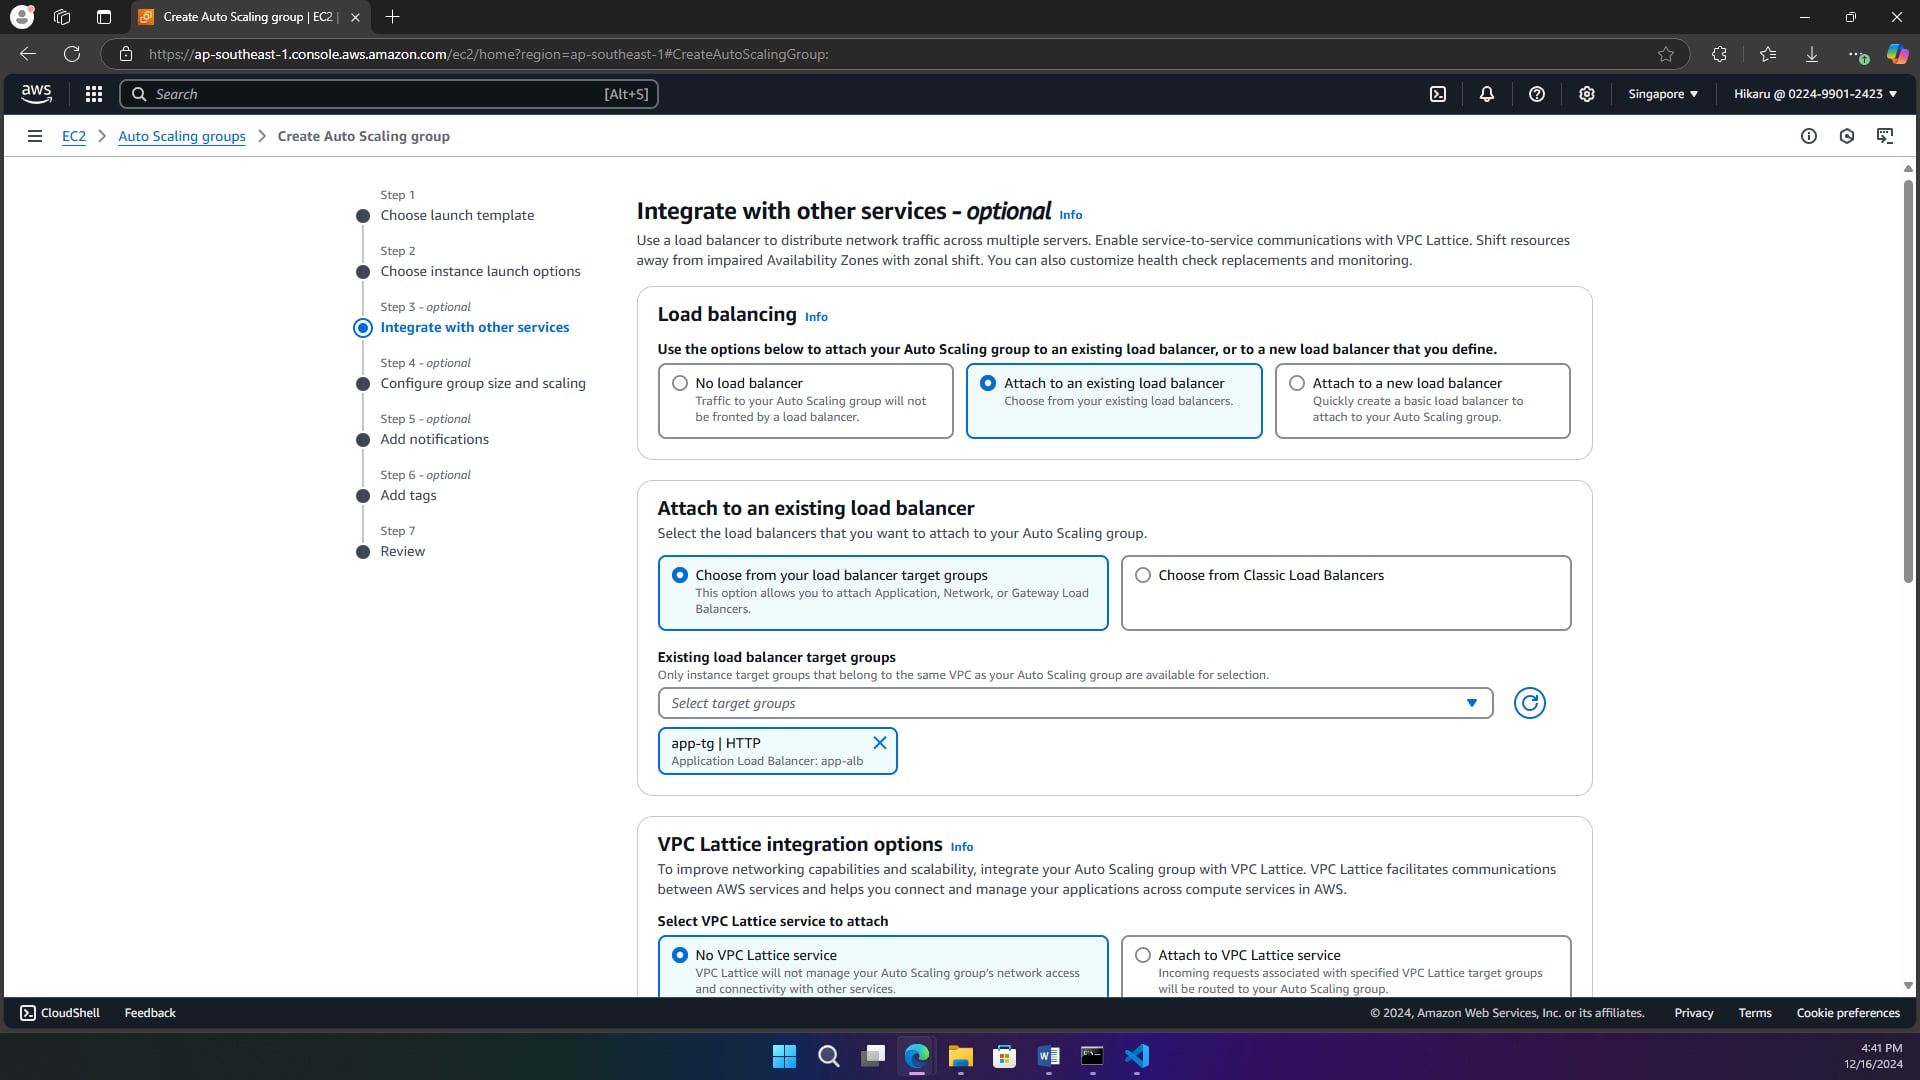 Create Auto Scaling group | EC2 |
https://ap-southeast-1.console.aws.amazon.com/ec2/home?region=ap-southeast-1#CreateAutoScalingGroup:
aws
Search
[Alt+S]
Singapore
Hikaru @ 0224-9901-2423
EC2
Auto Scaling groups
Create Auto Scaling group
Step 1
Choose launch template
Step 2
Choose instance launch options
Step 3 - optional
Integrate with other services
Step 4 - optional
Configure group size and scaling
Step 5 - optional
Add notifications
Step 6 - optional
Add tags
Step 7
Review
Integrate with other services - optional Info
Use a load balancer to distribute network traffic across multiple servers. Enable service-to-service communications with VPC Lattice. Shift resources
away from impaired Availability Zones with zonal shift. You can also customize health check replacements and monitoring.
Load balancing Info
Use the options below to attach your Auto Scaling group to an existing load balancer, or to a new load balancer that you define.
No load balancer
Traffic to your Auto Scaling group will not
be fronted by a load balancer.
Attach to an existing load balancer
Choose from your existing load balancers.
Attach to a new load balancer
Quickly create a basic load balancer to
attach to your Auto Scaling group.
Attach to an existing load balancer
Select the load balancers that you want to attach to your Auto Scaling group.
Choose from your load balancer target groups
This option allows you to attach Application, Network, or Gateway Load
Balancers.
Choose from Classic Load Balancers
Existing load balancer target groups
Only instance target groups that belong to the same VPC as your Auto Scaling group are available for selection.
Select target groups
app-tg | HTTP
Application Load Balancer: app-alb
VPC Lattice integration options Info
To improve networking capabilities and scalability, integrate your Auto Scaling group with VPC Lattice. VPC Lattice facilitates communications
between AWS services and helps you connect and manage your applications across compute services in AWS.
Select VPC Lattice service to attach
No VPC Lattice service
VPC Lattice will not manage your Auto Scaling group's network access
and connectivity with other services.
Attach to VPC Lattice service
Incoming requests associated with specified VPC Lattice target groups
will be routed to your Auto Scaling group.
CloudShell
Feedback
© 2024, Amazon Web Services, Inc. or its affiliates.
Privacy
Terms
Cookie preferences
4:41 PM
12/16/2024